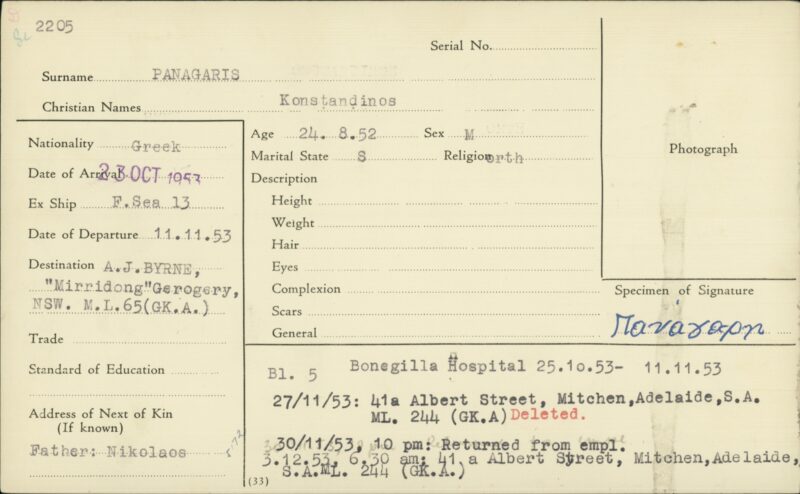 2205
Serial No.
Surname PANAGARIS
Christian Names Konstandinos
Nationality Greek
Date of Arrival 23 OCT 1953
Ex Ship F.Sea 13
Date of Departure 11.11.53
Destination A.J.BYRNE,
"Mirridong"Gerogery,
NSW. M.L.65(GK.A.)
Trade
Standard of Education
Address of Next of Kin
(If known)
Father: Nikolaos
Age 24. 8.52 Sex M
Marital State S Religion orth
Description
Height
Weight
Hair
Eyes
Complexion
Scars
General
Photograph
Specimen of Signature
Πανάγαρη
Bl. 5 Bonegilla Hospital 25.10.53- 11.11.53
27/11/53: 41a Albert Street, Mitchen,Adelaide,S.A.
ML. 244 (GK.A) Deleted.
30/11/53, 10 pm: Returned from empl.
3.12.53, 6.30 am: 41 a Albert Street, Mitchen,Adelaide,
S.A.ML. 244 (GK.A.)
(33)